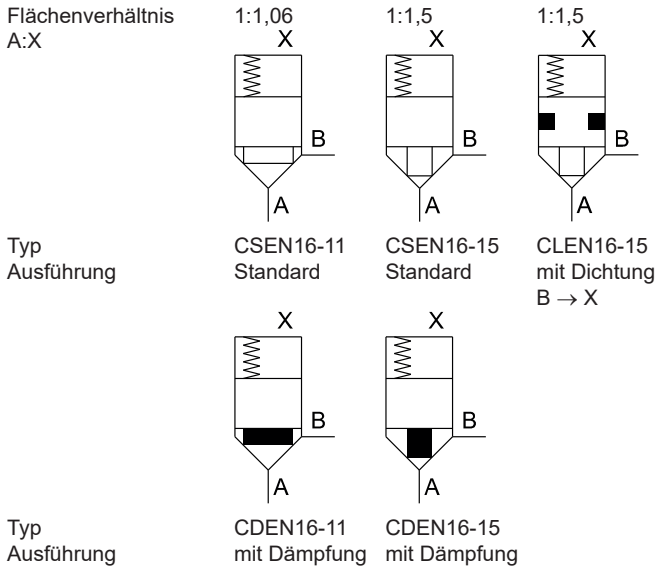 Flächenverhältnis 1:1,06 1:1,5 1:1,5
A:X X X X
B B B
A A A
Typ CSEN16-11 CSEN16-15 CLEN16-15
Ausführung Standard Standard mit Dichtung
B → X
X X
B B
A A
Typ CDEN16-11 CDEN16-15
Ausführung mit Dämpfung mit Dämpfung